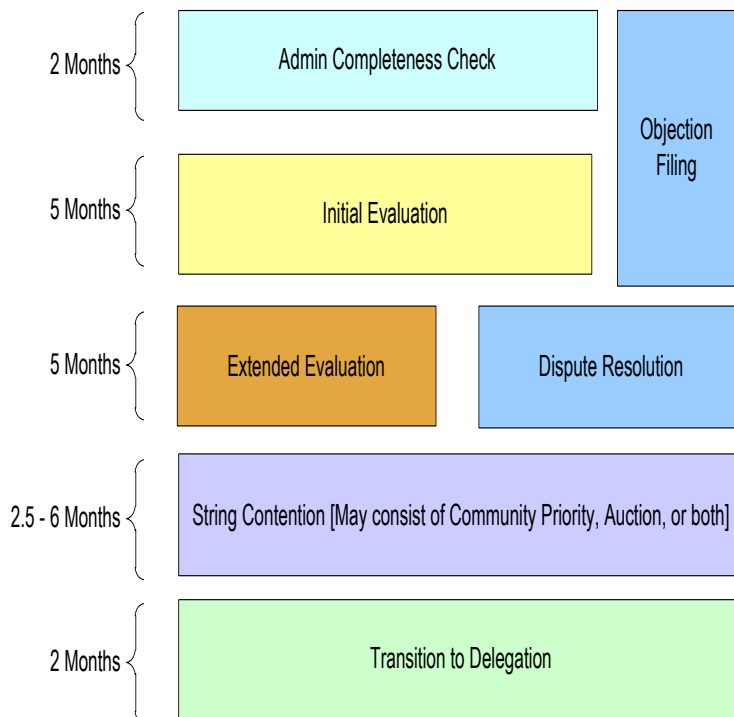 2 Months
Admin Completeness Check
Objection
Filing
5 Months
Initial Evaluation
5 Months
Extended Evaluation
Dispute Resolution
2.5 - 6 Months
String Contention [May consist of Community Priority, Auction, or both]
2 Months
Transition to Delegation